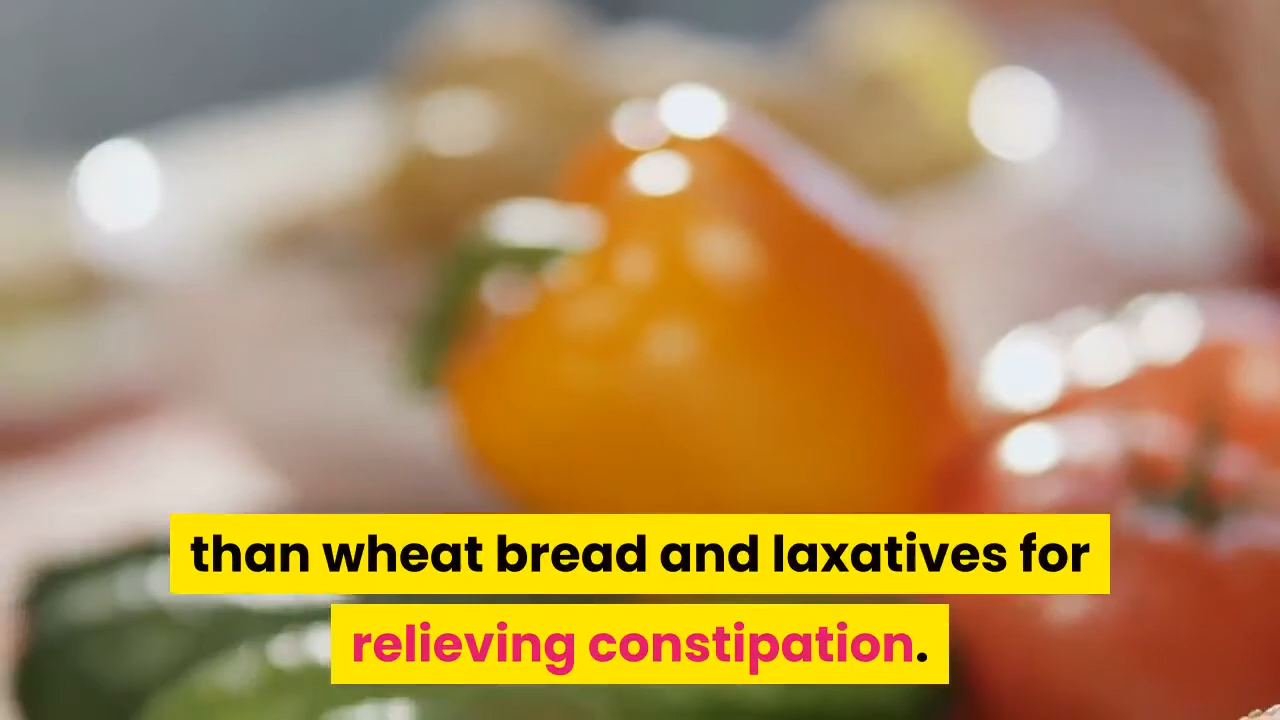 than wheat bread and laxatives for
relieving constipation.